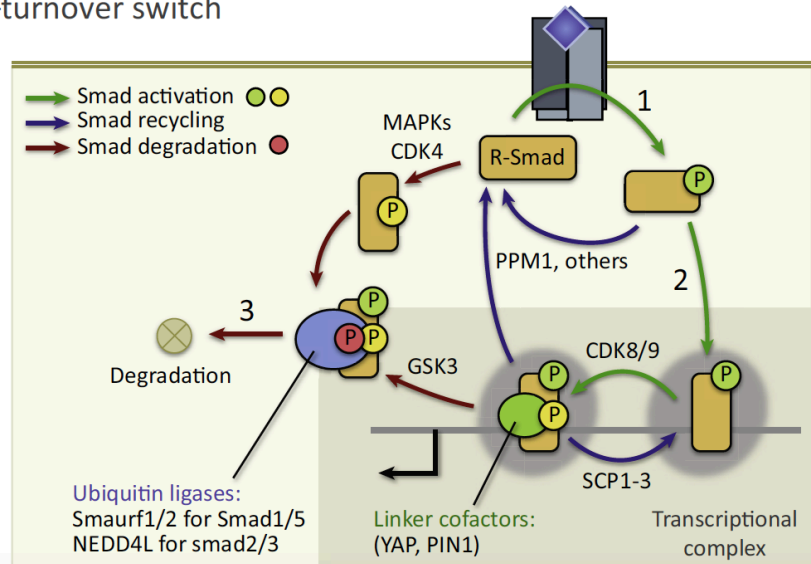 -turnover switch
Smad activation
Smad recycling
Smad degradation
MAPKs
CDK4
R-Smad
1
P
P
PPM1, others
2
3
P
P
P
Degradation
GSK3
CDK8/9
P
P
P
SCP1-3
Ubiquitin ligases:
Smaurf1/2 for Smad1/5
NEDD4L for smad2/3
Linker cofactors:
(YAP, PIN1)
Transcriptional
complex